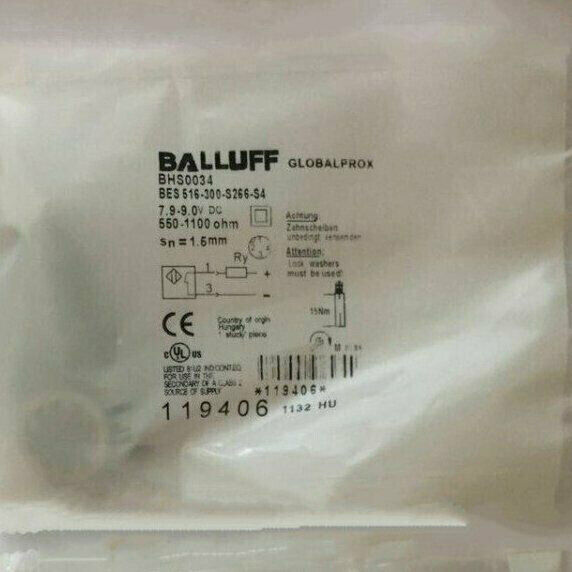 BALLUFF GLOBALPROX
BHS0034
BES 516-300-S266-S4
7.9-9.0V DC
550-1100 ohm
sn = 1.5mm
Achtung
Zahnscheiben
unbedingt verwenden
Attention:
Lock washers
must be used!
Ry
1
+
3
-
15Nm
CE
Country of origin
Hungary
1 stuck/ piece
c UL us
LISTED 81U2 IND.CONT.EQ.
FOR USE IN THE
SECONDARY OF A CLASS 2
SOURCE OF SUPPLY
M
*119406*
119406 1132 HU